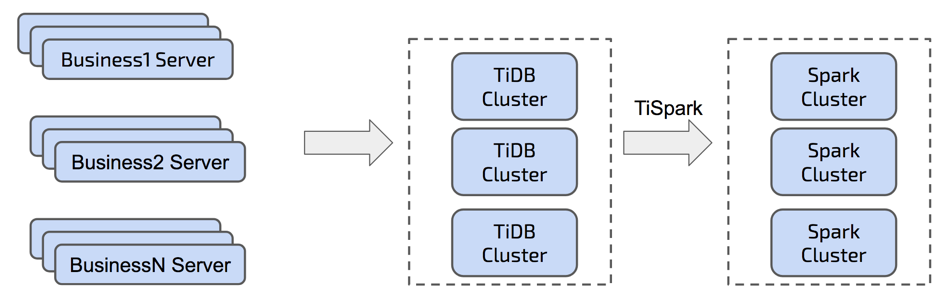 Business1 Server
Business2 Server
BusinessN Server
TiDB
Cluster
TiDB
Cluster
TiDB
Cluster
TiSpark
Spark
Cluster
Spark
Cluster
Spark
Cluster